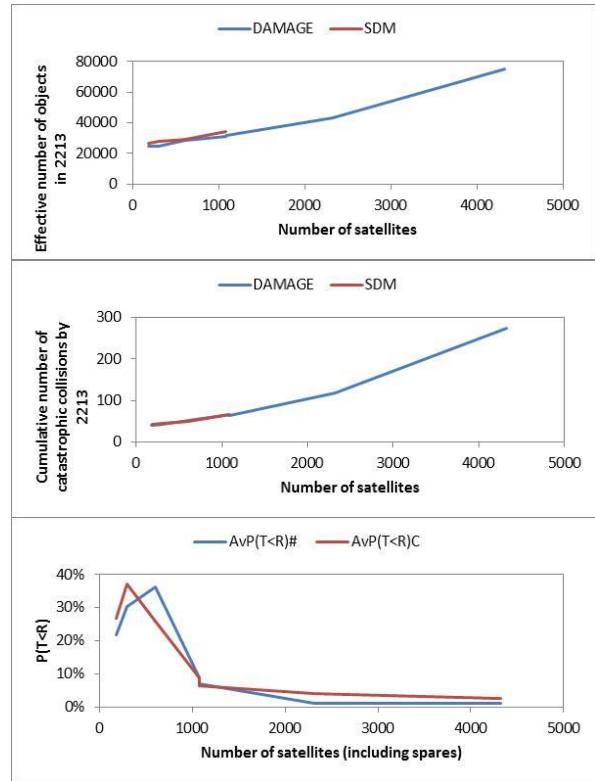 DAMAGE SDM
Effective number of objects
in 2213
80000
60000
40000
20000
0
0 1000 2000 3000 4000 5000
Number of satellites
DAMAGE SDM
Cumulative number of
catastrophic collisions by
2213
300
200
100
0
0 1000 2000 3000 4000 5000
Number of satellites
AvP(T<R)# AvP(T<R)C
P(T<R)
40%
30%
20%
10%
0%
0 1000 2000 3000 4000 5000
Number of satellites (including spares)